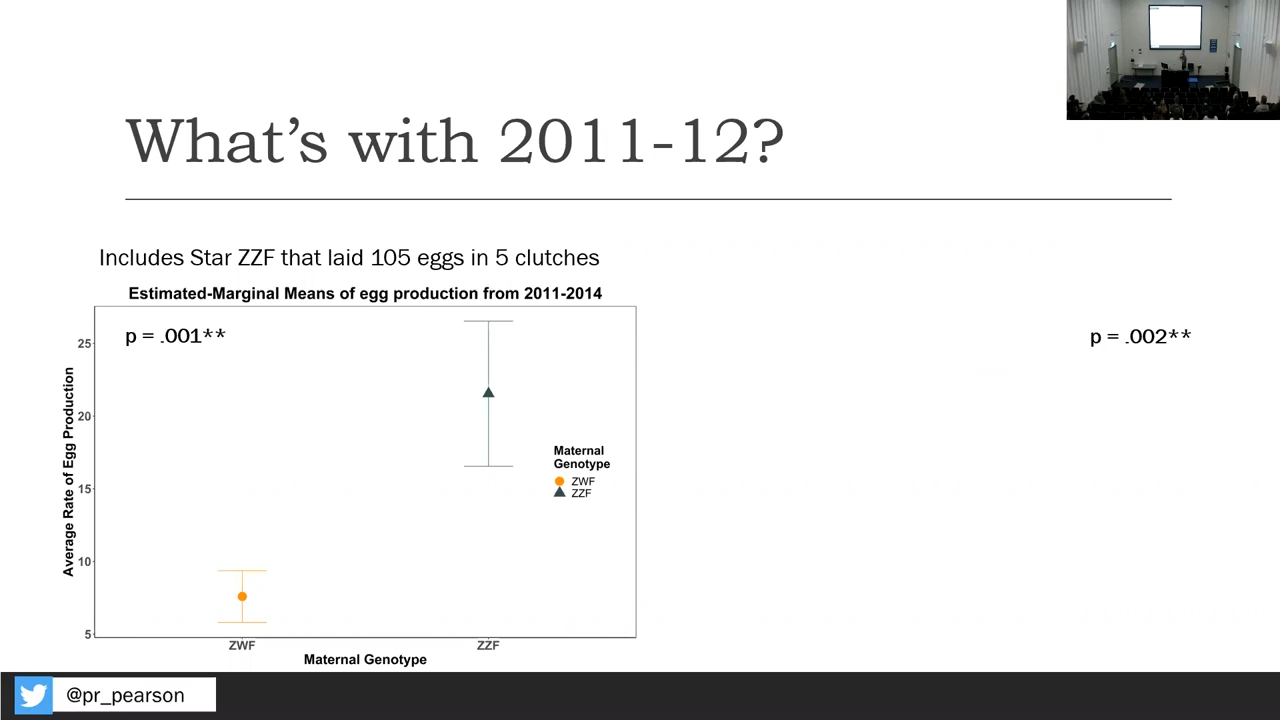 What's with 2011-12?
Includes Star ZZF that laid 105 eggs in 5 clutches
Estimated-Marginal Means of egg production from 2011-2014
p = .001**
p = .002**
Average Rate of Egg Production
25
20
15
10
5
Maternal
Genotype
ZWF
ZZF
ZWF
ZZF
Maternal Genotype
@pr_pearson